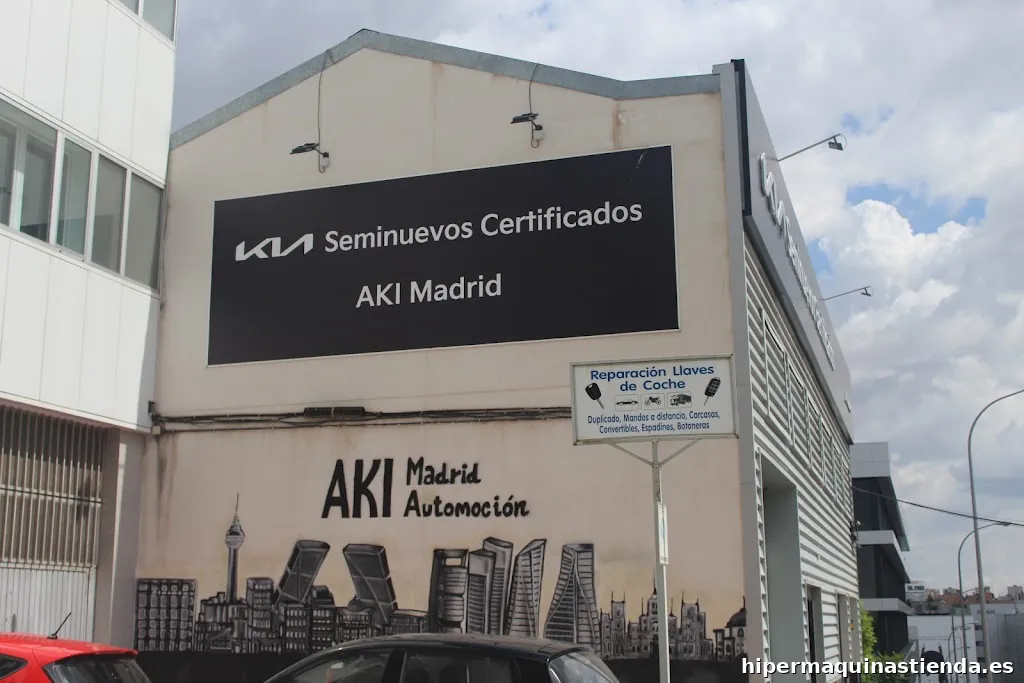 KIA Seminuevos Certificados
AKI Madrid
Reparación Llaves
de Coche
Duplicado, Mandos a distancia, Carcasas,
Convertibles, Espadines, Botoneras
AKI Madrid
Automoción
hipermaquinastienda.es